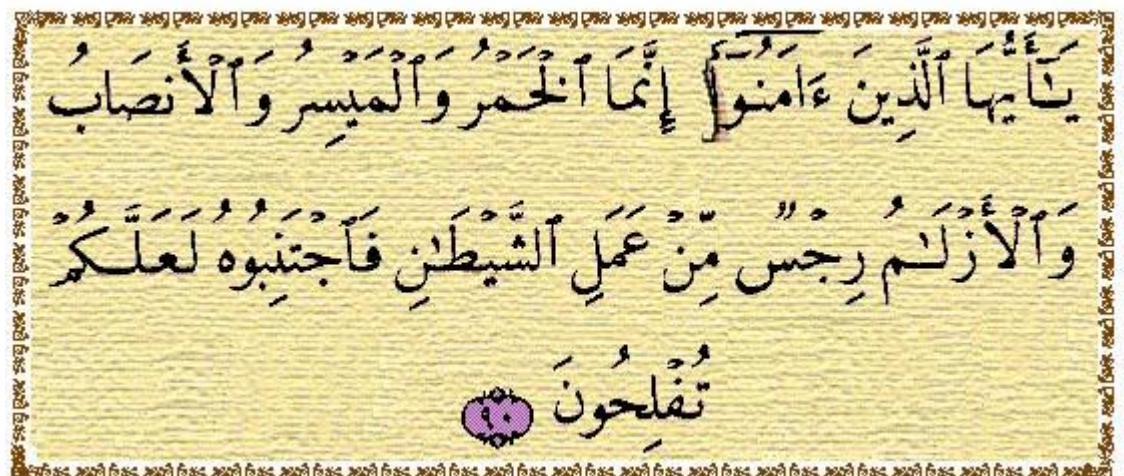 يَـٰٓأَيُّهَا ٱلَّذِينَ ءَامَنُوٓا۟ إِنَّمَا ٱلْخَمْرُ وَٱلْمَيْسِرُ وَٱلْأَنصَابُ
وَٱلْأَزْلَـٰمُ رِجْسٌ مِّنْ عَمَلِ ٱلشَّيْطَـٰنِ فَٱجْتَنِبُوهُ لَعَلَّكُمْ
تُفْلِحُونَ ٩٠